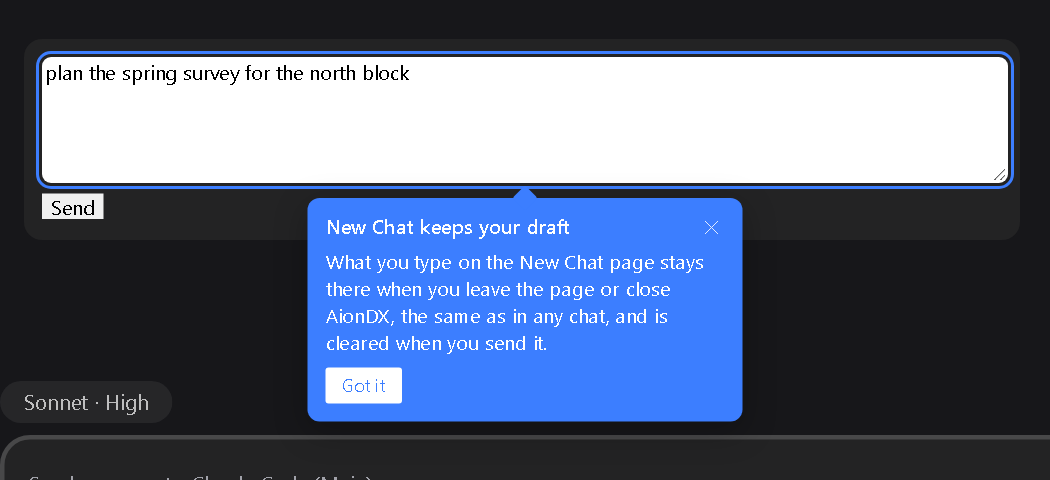 plan the spring survey for the north block
Send
New Chat keeps your draft
What you type on the New Chat page stays
there when you leave the page or close
AionDX, the same as in any chat, and is
cleared when you send it.
Got it
Sonnet · High